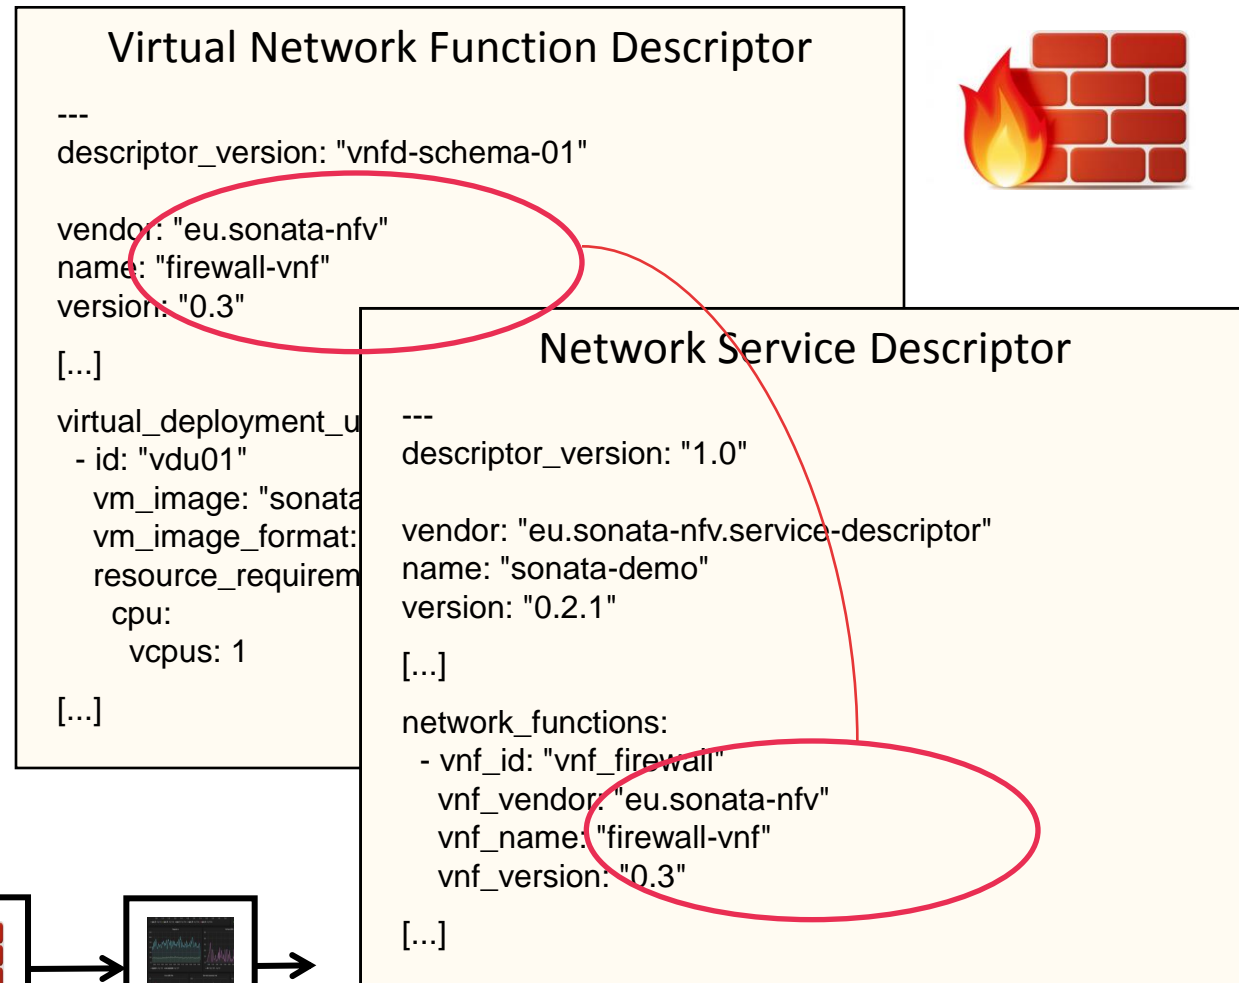 Virtual Network Function Descriptor
---
descriptor_version: "vnfd-schema-01"
vendor: "eu.sonata-nfv"
name: "firewall-vnf"
version: "0.3"
[...]
virtual_deployment_u
- id: "vdu01"
vm_image: "sonata
vm_image_format:
resource_requirem
cpu:
vcpus: 1
[...]
Network Service Descriptor
---
descriptor_version: "1.0"
vendor: "eu.sonata-nfv.service-descriptor"
name: "sonata-demo"
version: "0.2.1"
[...]
network_functions:
- vnf_id: "vnf_firewall"
vnf_vendor: "eu.sonata-nfv"
vnf_name: "firewall-vnf"
vnf_version: "0.3"
[...]